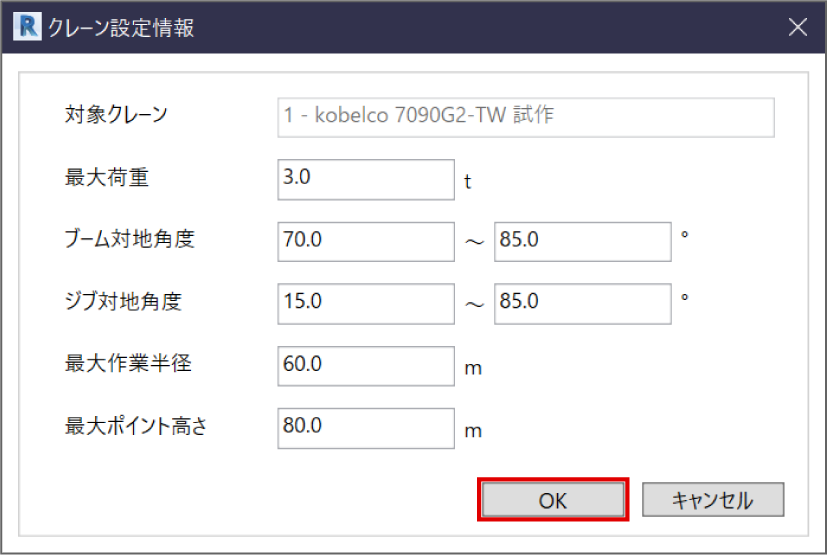 R クレーン設定情報
対象クレーン 1 - kobelco 7090G2-TW 試作
最大荷重 3.0 t
ブーム対地角度 70.0 ～ 85.0 °
ジブ対地角度 15.0 ～ 85.0 °
最大作業半径 60.0 m
最大ポイント高さ 80.0 m
OK キャンセル